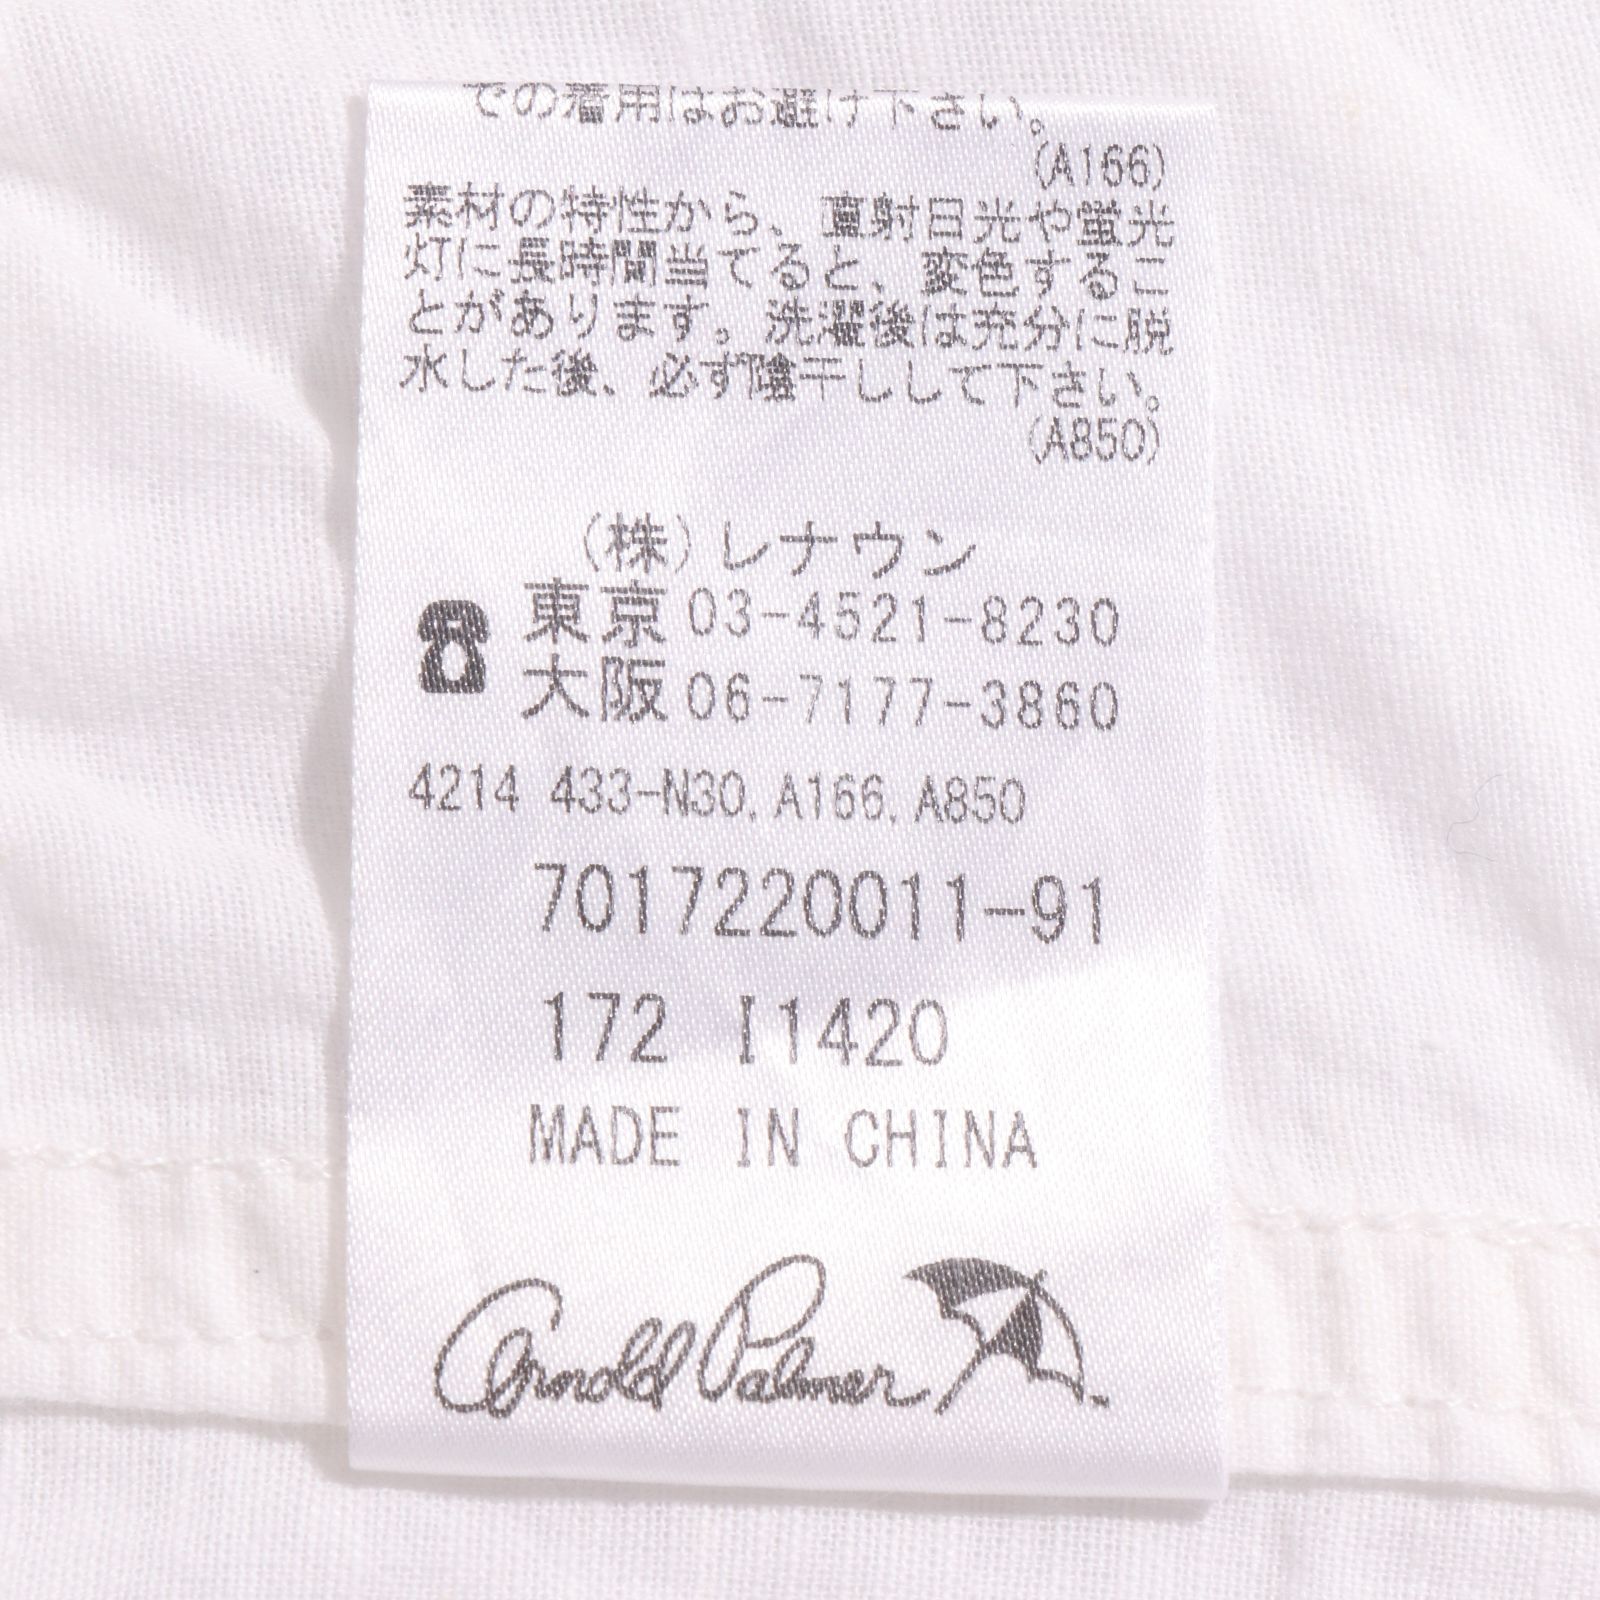 での着用はお避け下さい。
(A166)
素材の特性から、直射日光や蛍光
灯に長時間当てると、変色するこ
とがあります。洗濯後は充分に脱
水した後、必ず陰干しして下さい。
(A850)
(株)レナウン
東京 03-4521-8230
大阪 06-7177-3860
4214 433-N30,A166,A850
7017220011-91
172 I1420
MADE IN CHINA
Arnold Palmer